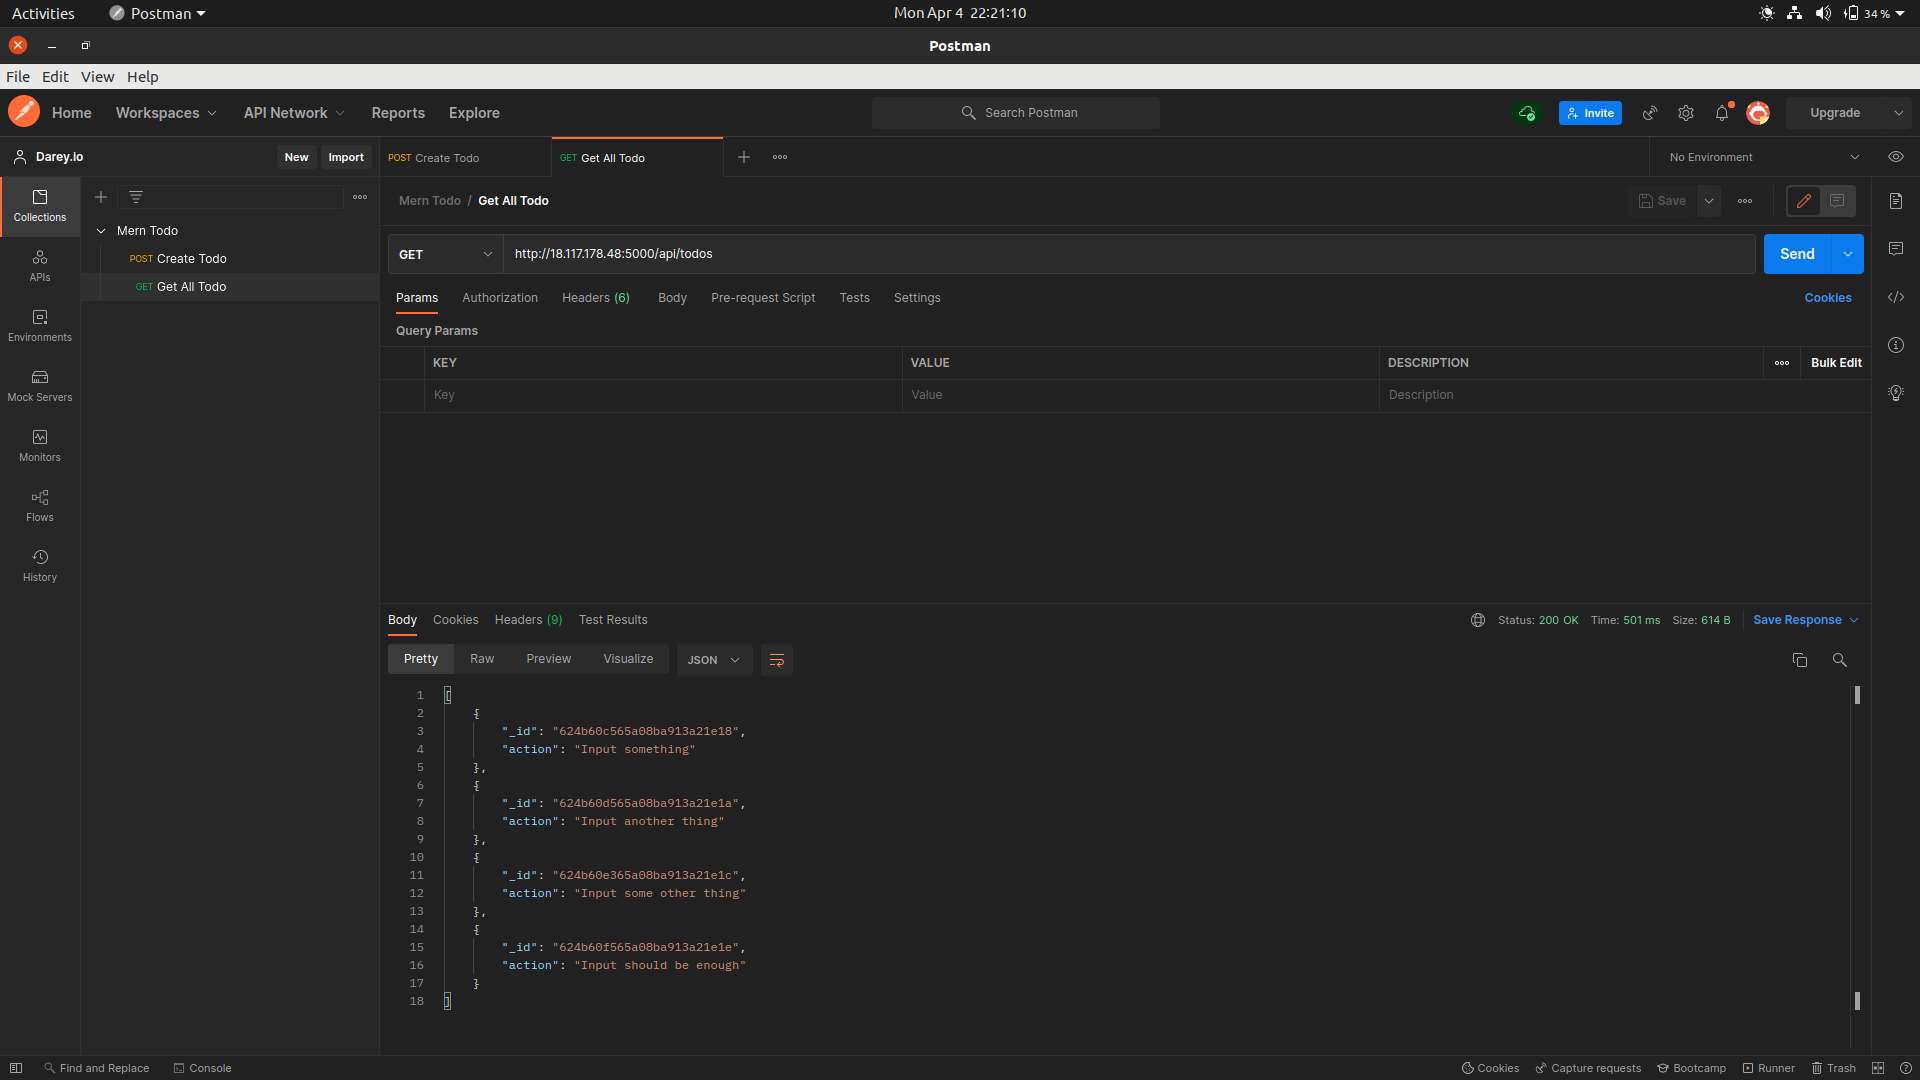 Activities Postman Mon Apr 4 22:21:10 34 %
Postman
File Edit View Help
Home Workspaces API Network Reports Explore Search Postman Invite Upgrade
Darey.Io New Import POST Create Todo GET Get All Todo No Environment
Collections
APIs
Environments
Mock Servers
Monitors
Flows
History
Mern Todo
POST Create Todo
GET Get All Todo
Mern Todo / Get All Todo Save
GET http://18.117.178.48:5000/api/todos Send
Params Authorization Headers (6) Body Pre-request Script Tests Settings Cookies
Query Params
KEY VALUE DESCRIPTION Bulk Edit
Key Value Description
Body Cookies Headers (9) Test Results Status: 200 OK Time: 501 ms Size: 614 B Save Response
Pretty Raw Preview Visualize JSON
1 [
2 {
3 "_id": "624b60c565a08ba913a21e18",
4 "action": "Input something"
5 },
6 {
7 "_id": "624b60d565a08ba913a21e1a",
8 "action": "Input another thing"
9 },
10 {
11 "_id": "624b60e365a08ba913a21e1c",
12 "action": "Input some other thing"
13 },
14 {
15 "_id": "624b60f565a08ba913a21e1e",
16 "action": "Input should be enough"
17 }
18 ]
Find and Replace Console Cookies Capture requests Bootcamp Runner Trash